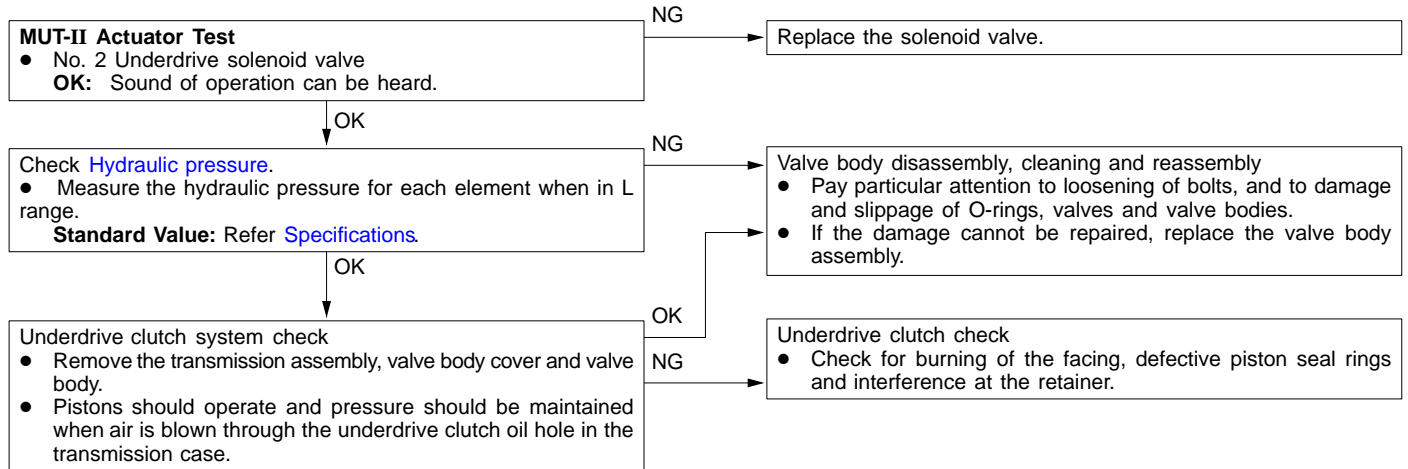 NG
MUT-II Actuator Test
● No. 2 Underdrive solenoid valve
OK: Sound of operation can be heard.
Replace the solenoid valve.
OK
NG
Check Hydraulic pressure.
● Measure the hydraulic pressure for each element when in L
range.
Standard Value: Refer Specifications.
Valve body disassembly, cleaning and reassembly
● Pay particular attention to loosening of bolts, and to damage
and slippage of O-rings, valves and valve bodies.
● If the damage cannot be repaired, replace the valve body
assembly.
OK
OK
Underdrive clutch system check
● Remove the transmission assembly, valve body cover and valve
body.
● Pistons should operate and pressure should be maintained
when air is blown through the underdrive clutch oil hole in the
transmission case.
NG
Underdrive clutch check
● Check for burning of the facing, defective piston seal rings
and interference at the retainer.